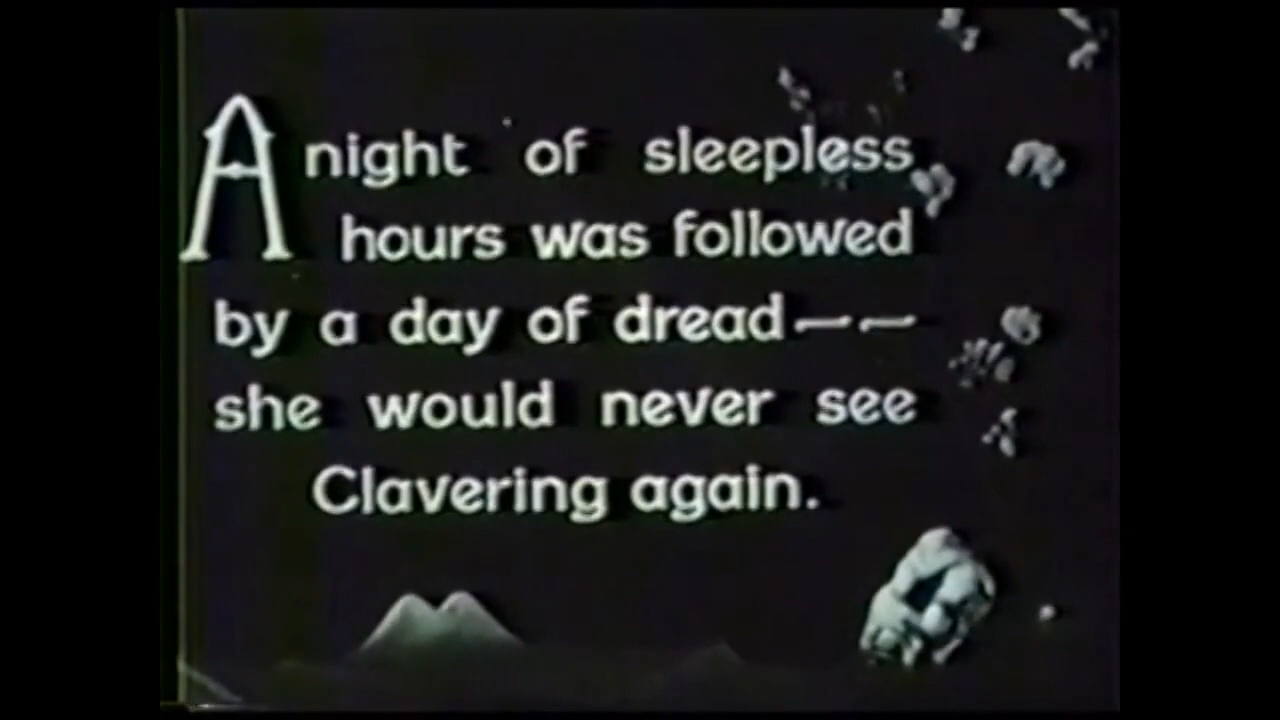 A night of sleepless
hours was followed
by a day of dread——
she would never see
Clavering again.